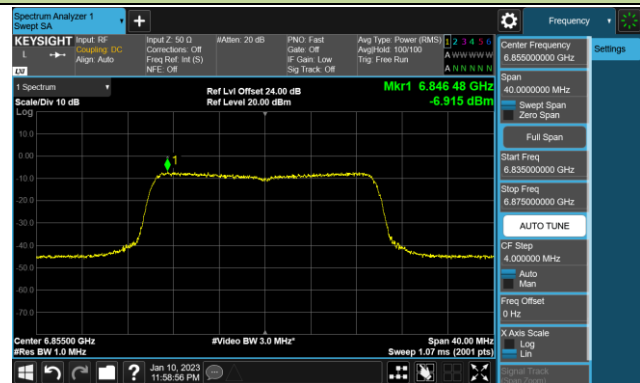 Spectrum Analyzer 1
Swept SA
Frequency
KEYSIGHT
L
LXI
Input: RF
Coupling: DC
Align: Auto
Input Z: 50 Ω
Corrections: Off
Freq Ref: Int (S)
NFE: Off
#Atten: 20 dB
PNO: Fast
Gate: Off
IF Gain: Low
Sig Track: Off
Avg Type: Power (RMS)
Avg|Hold: 100/100
Trig: Free Run
1 2 3 4 5 6
A W W W W W
A N N N N N
1 Spectrum
Scale/Div 10 dB
Ref Lvl Offset 24.00 dB
Ref Level 20.00 dBm
Mkr1 6.846 48 GHz
-6.915 dBm
Log
10.0
0.00
-10.0
-20.0
-30.0
-40.0
-50.0
-60.0
-70.0
1
Center 6.85500 GHz
#Res BW 1.0 MHz
#Video BW 3.0 MHz*
Span 40.00 MHz
Sweep 1.07 ms (2001 pts)
Jan 10, 2023
11:58:56 PM
Center Frequency
6.855000000 GHz
Settings
Span
40.0000000 MHz
Swept Span
Zero Span
Full Span
Start Freq
6.835000000 GHz
Stop Freq
6.875000000 GHz
AUTO TUNE
CF Step
4.000000 MHz
Auto
Man
Freq Offset
0 Hz
X Axis Scale
Log
Lin
Signal Track
(Span Zoom)